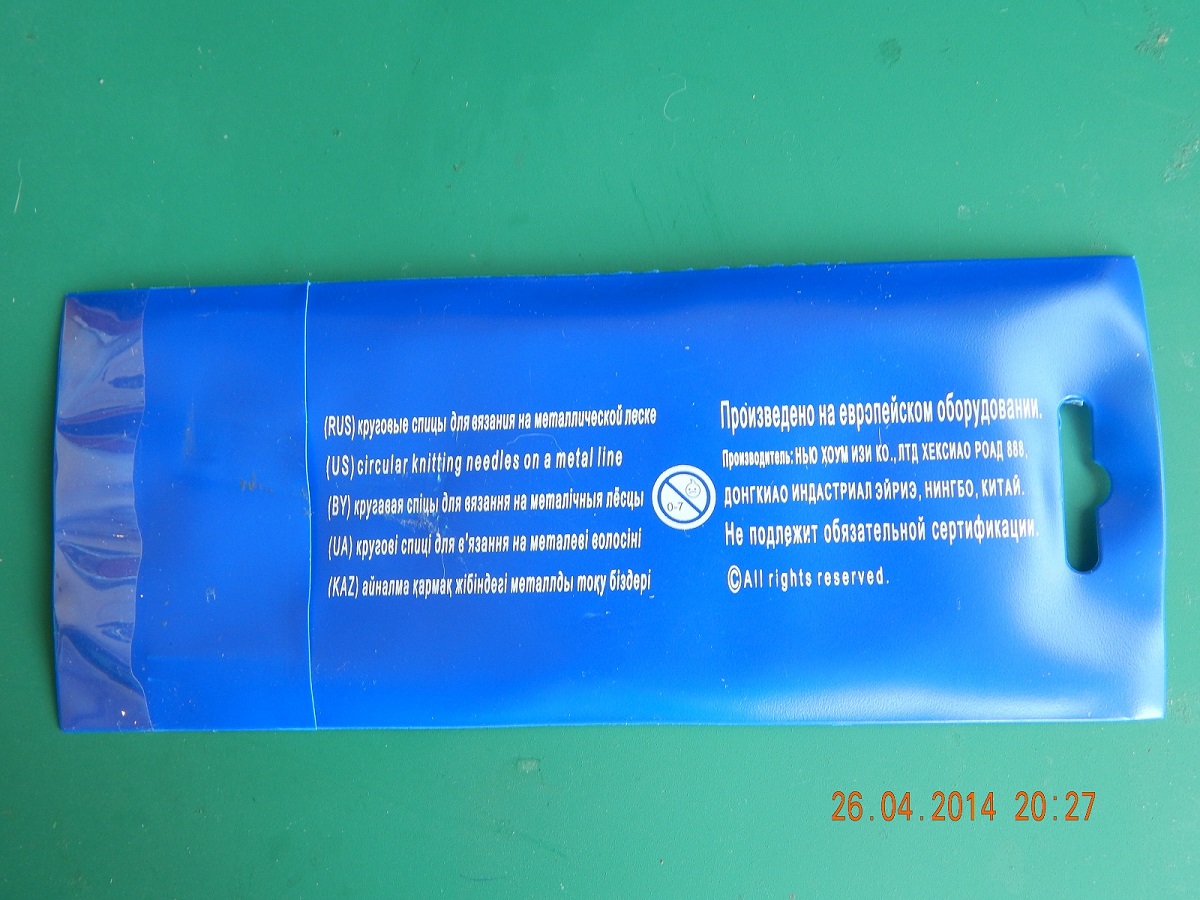 (RUS) круговые спицы для вязания на металлической леске
(US) circular knitting needles on a metal line
(BY) кругавая спіцы для вязання на металічныя лёсцы
(UA) кругові спиці для в'язання на металеві волосіні
(KAZ) айналма қармақ жібіндегі металлды тоқу біздері
0-7
Произведено на европейском оборудовании.
Производитель: НЬЮ ХОУМ ИЗИ КО., ЛТД ХЕКСИАО РОАД 888,
ДОНГКИАО ИНДАСТРИАЛ ЭЙРИЭ, НИНГБО, КИТАЙ.
Не подлежит обязательной сертификации.
©All rights reserved.
26.04.2014 20:27